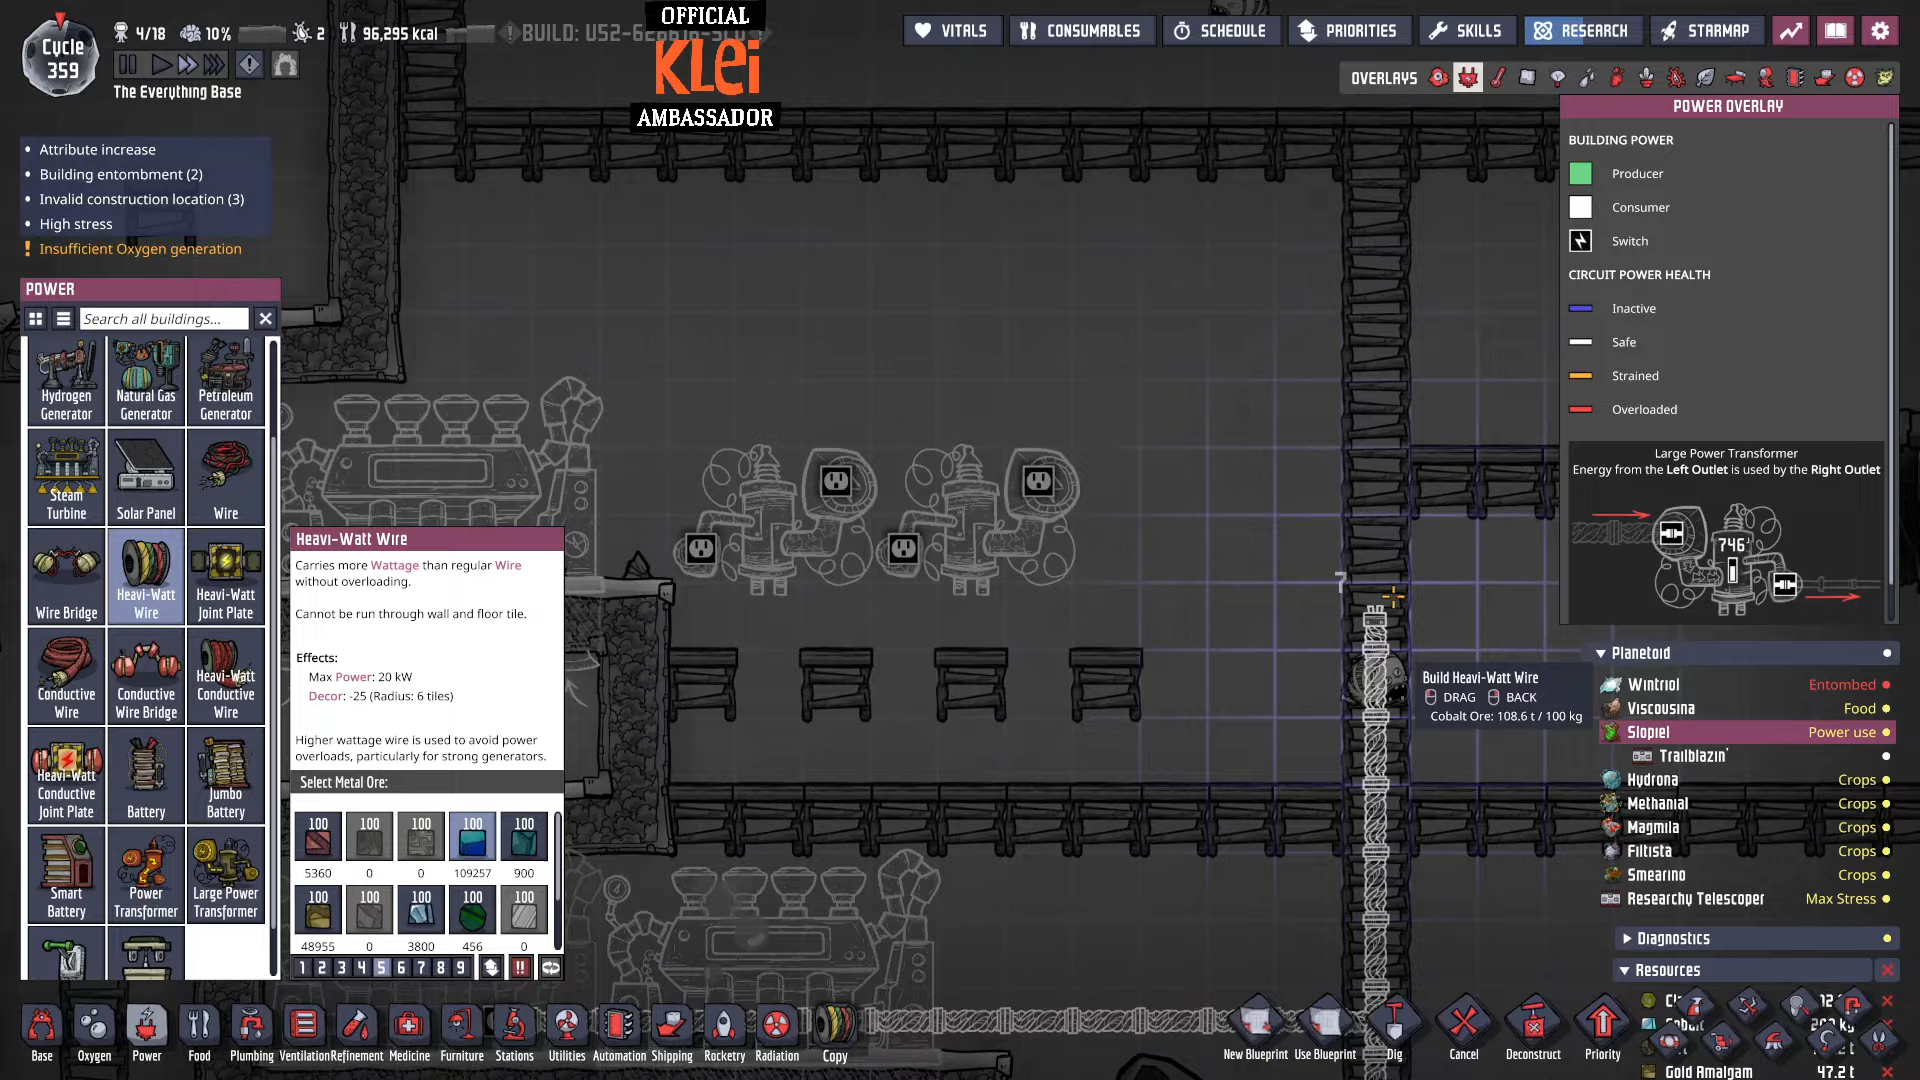 Cycle
359
4/18
10%
2
96,295 kcal
The Everything Base
OFFICIAL
KLei
AMBASSADOR
VITALS
CONSUMABLES
SCHEDULE
PRIORITIES
SKILLS
RESEARCH
STARMAP
OVERLAYS
POWER OVERLAY
BUILDING POWER
Producer
Consumer
Switch
CIRCUIT POWER HEALTH
Inactive
Safe
Strained
Overloaded
Large Power Transformer
Energy from the Left Outlet is used by the Right Outlet
746
• Attribute increase
• Building entombment (2)
• Invalid construction location (3)
• High stress
! Insufficient Oxygen generation
POWER
Search all buildings...
Hydrogen Generator
Natural Gas Generator
Petroleum Generator
Steam Turbine
Solar Panel
Wire
Wire Bridge
Heavi-Watt Wire
Heavi-Watt Joint Plate
Conductive Wire
Conductive Wire Bridge
Heavi-Watt Conductive Wire
Heavi-Watt Conductive Joint Plate
Battery
Jumbo Battery
Smart Battery
Power Transformer
Large Power Transformer
Heavi-Watt Wire
Carries more Wattage than regular Wire
without overloading.
Cannot be run through wall and floor tile.
Effects:
Max Power: 20 kW
Decor: -25 (Radius: 6 tiles)
Higher wattage wire is used to avoid power
overloads, particularly for strong generators.
Select Metal Ore:
100 100 100 100 100
5360 0 0 109257 900
100 100 100 100 100
48955 0 3800 456 0
1 2 3 4 5 6 7 8 9 !!
7
Build Heavi-Watt Wire
DRAG BACK
Cobalt Ore: 108.6 t / 100 kg
Planetoid
Wintriol Entombed
Viscousina Food
Slopiel Power use
Trailblazin'
Hydrona Crops
Methanial Crops
Magmila Crops
Filtista Crops
Smearino Crops
Researchy Telescoper Max Stress
Diagnostics
Resources
Gold Amalgam 47.2 t
Base
Oxygen
Power
Food
Plumbing
Ventilation
Refinement
Medicine
Furniture
Stations
Utilities
Automation
Shipping
Rocketry
Radiation
Copy
New Blueprint
Use Blueprint
Dig
Cancel
Deconstruct
Priority